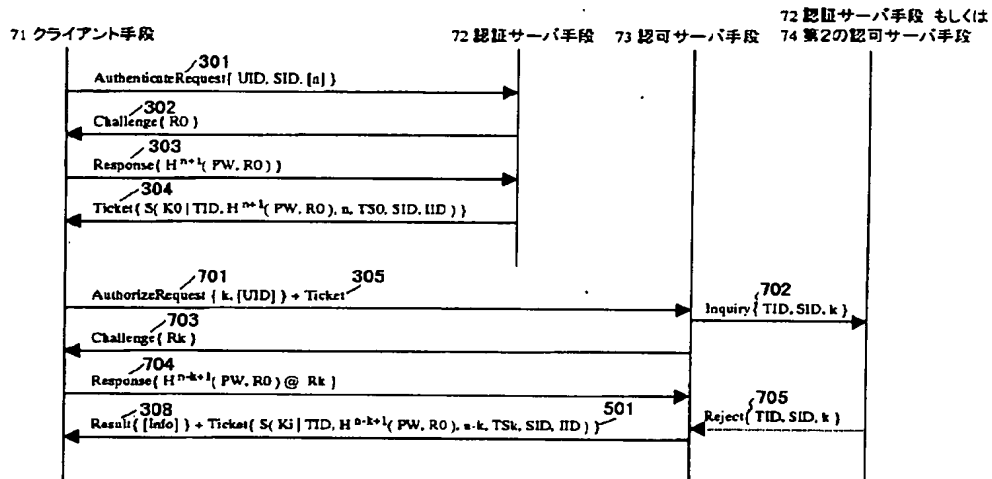 72 認証サーバ手段 もしくは
71 クライアント手段 72 認証サーバ手段 73 認可サーバ手段 74 第2の認可サーバ手段
301
AuthenticateRequest{ UID, SID, [n] }
302
Challenge{ R0 }
303
Response{ H^n+1( PW, R0 ) }
304
Ticket{ S( K0 | TID, H^n+1( PW, R0 ), n, TS0, SID, IID ) }
701 305
AuthorizeRequest { k, [UID] } + Ticket
702
Inquiry{ TID, SID, k }
703
Challenge{ Rk }
704
Response{ H^n-k+1( PW, R0 ) @ Rk }
705
Reject{ TID, SID, k }
308 501
Result{ [Info] } + Ticket{ S( Ki | TID, H^n-k+1( PW, R0 ), n-k, TSk, SID, IID ) }